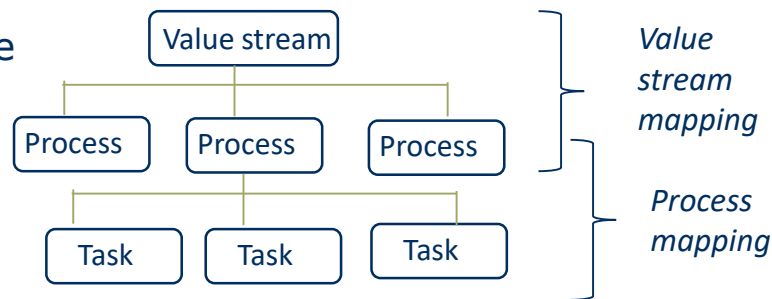 e
Value stream
Value
stream
mapping
Process
Process
Process
Process
mapping
Task
Task
Task